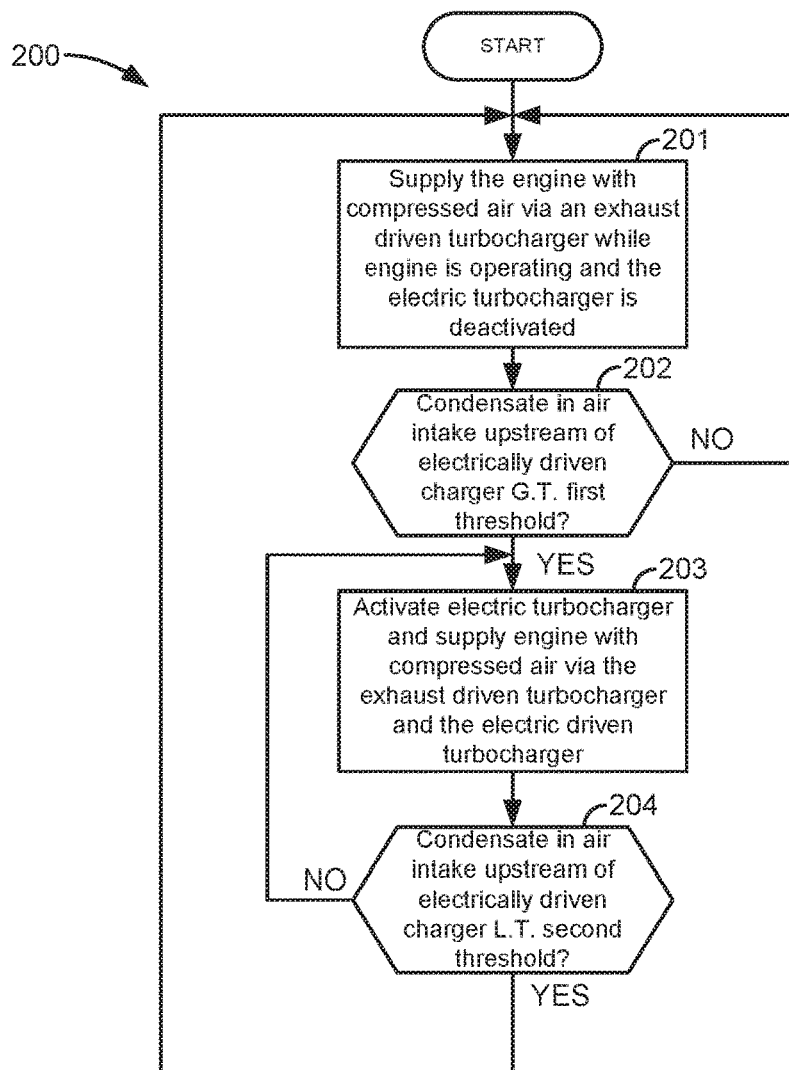 START
200
201
Supply the engine with
compressed air via an exhaust
driven turbocharger while
engine is operating and the
electric turbocharger is
deactivated
202
Condensate in air
intake upstream of
electrically driven
charger G.T. first
threshold?
NO
YES
203
Activate electric turbocharger
and supply engine with
compressed air via the
exhaust driven turbocharger
and the electric driven
turbocharger
204
Condensate in air
intake upstream of
electrically driven
charger L.T. second
threshold?
NO
YES